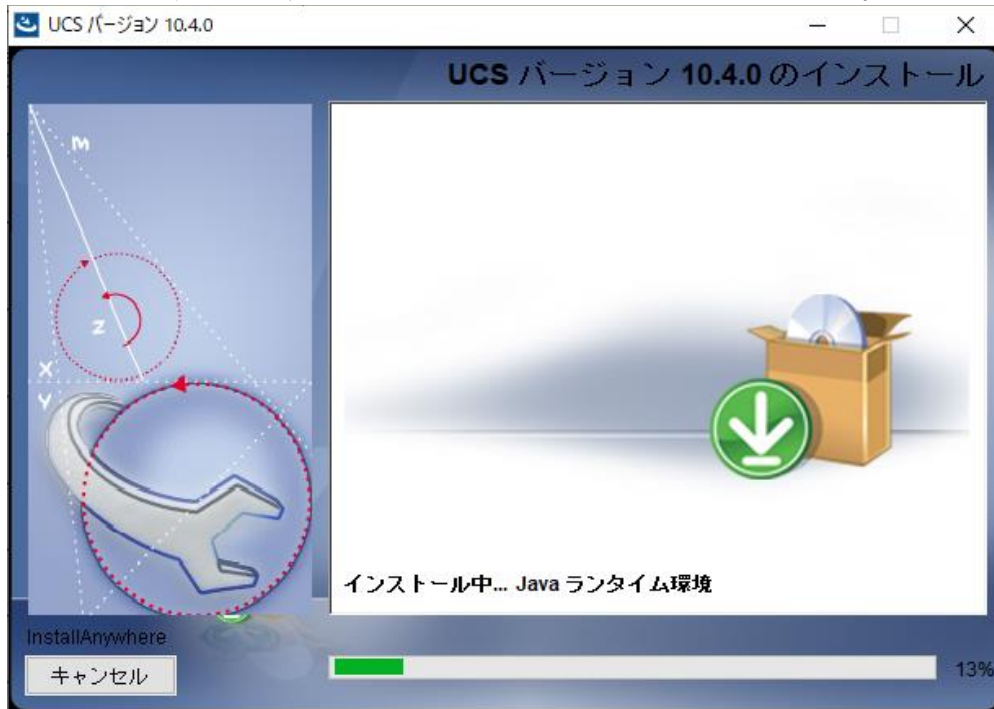 UCS バージョン 10.4.0
UCS バージョン 10.4.0 のインストール
m
z
X
Y
インストール中... Java ランタイム環境
InstallAnywhere
キャンセル
13%